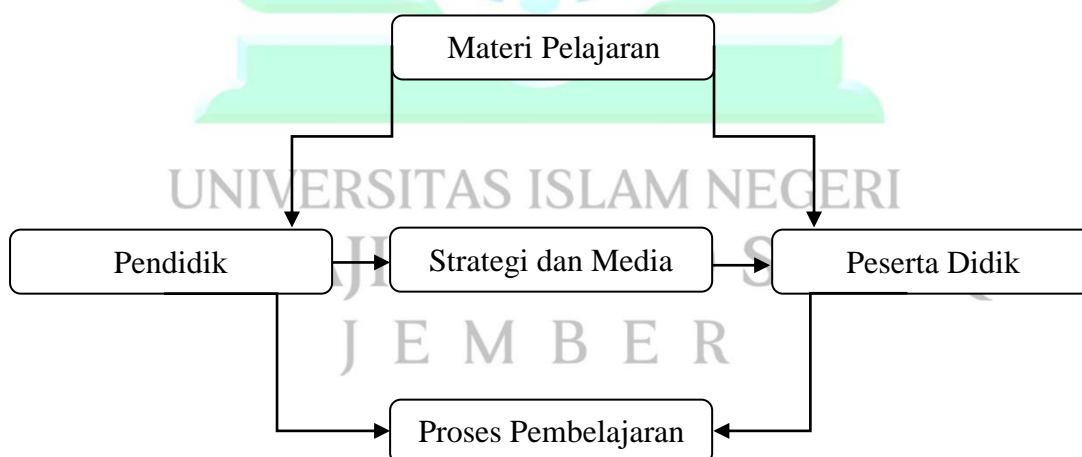 Materi Pelajaran
UNIVERSITAS ISLAM NEGERI
Pendidik
Strategi dan Media
Peserta Didik
J E M B E R
Proses Pembelajaran